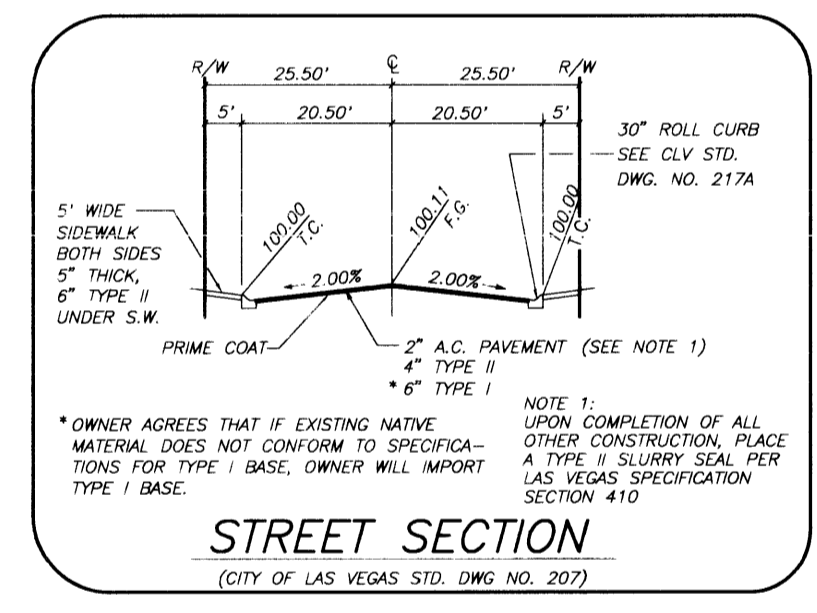 R/W 25.50' ℄ 25.50' R/W
5' 20.50' 20.50' 5'
30" ROLL CURB
SEE CLV STD.
DWG. NO. 217A
5' WIDE
SIDEWALK
BOTH SIDES
5" THICK,
6" TYPE II
UNDER S.W.
100.00
T.C.
100.11
F.G.
100.00
T.C.
2.00% 2.00%
PRIME COAT
2" A.C. PAVEMENT (SEE NOTE 1)
4" TYPE II
* 6" TYPE I
* OWNER AGREES THAT IF EXISTING NATIVE
MATERIAL DOES NOT CONFORM TO SPECIFICA-
TIONS FOR TYPE I BASE, OWNER WILL IMPORT
TYPE I BASE.
NOTE 1:
UPON COMPLETION OF ALL
OTHER CONSTRUCTION, PLACE
A TYPE II SLURRY SEAL PER
LAS VEGAS SPECIFICATION
SECTION 410
STREET SECTION
(CITY OF LAS VEGAS STD. DWG NO. 207)